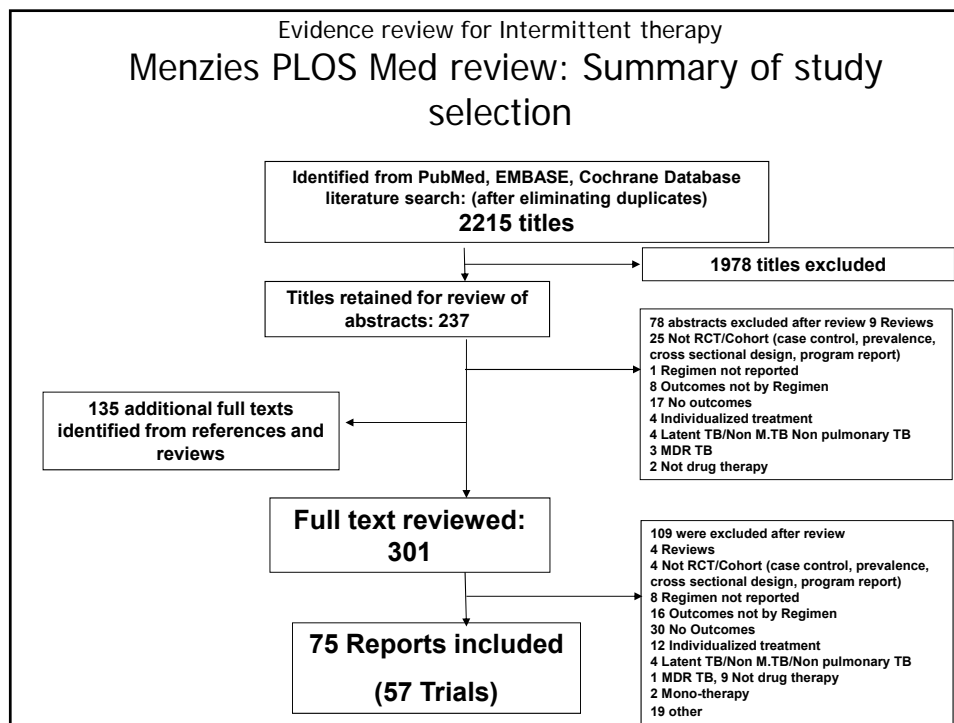 Evidence review for Intermittent therapy
Menzies PLOS Med review: Summary of study
selection
Identified from PubMed, EMBASE, Cochrane Database
literature search: (after eliminating duplicates)
2215 titles
1978 titles excluded
Titles retained for review of
abstracts: 237
78 abstracts excluded after review 9 Reviews
25 Not RCT/Cohort (case control, prevalence,
cross sectional design, program report)
1 Regimen not reported
8 Outcomes not by Regimen
17 No outcomes
4 Individualized treatment
4 Latent TB/Non M.TB Non pulmonary TB
3 MDR TB
2 Not drug therapy
135 additional full texts
identified from references and
reviews
Full text reviewed:
301
109 were excluded after review
4 Reviews
4 Not RCT/Cohort (case control, prevalence,
cross sectional design, program report)
8 Regimen not reported
16 Outcomes not by Regimen
30 No Outcomes
12 Individualized treatment
4 Latent TB/Non M.TB/Non pulmonary TB
1 MDR TB, 9 Not drug therapy
2 Mono-therapy
19 other
75 Reports included
(57 Trials)